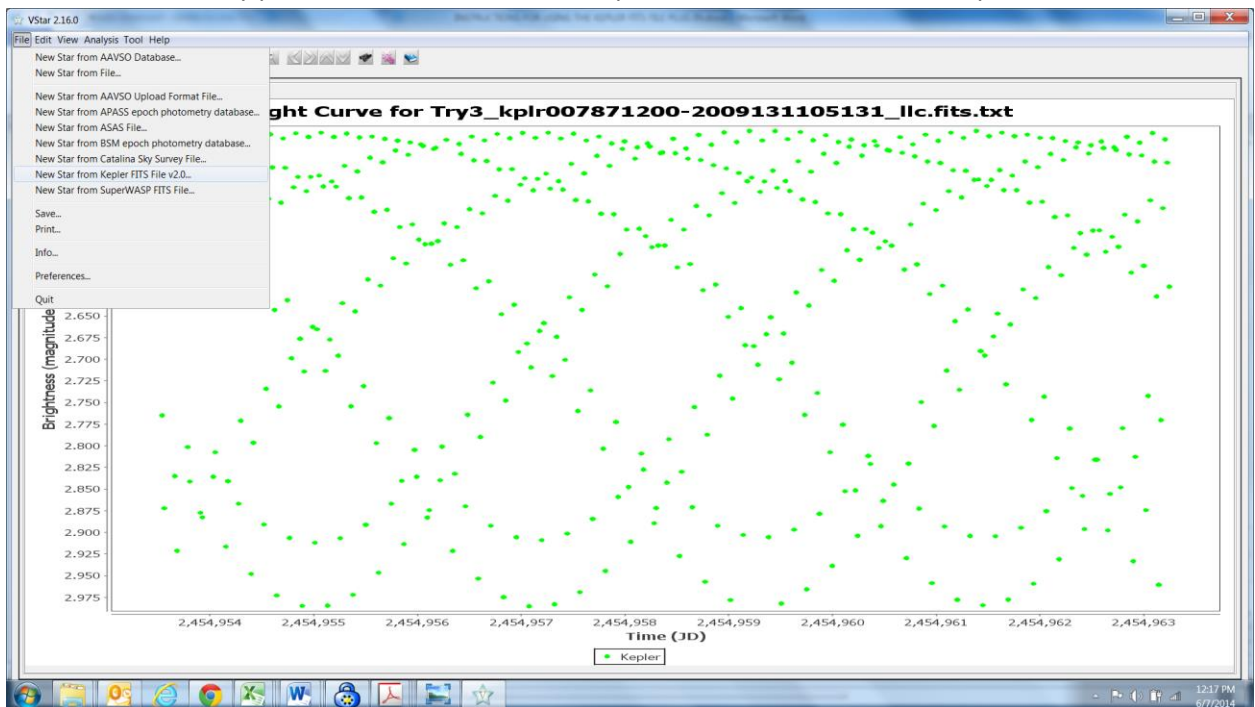 VStar 2.16.0
File Edit View Analysis Tool Help
New Star from AAVSO Database...
New Star from File...
New Star from AAVSO Upload Format File...
New Star from APASS epoch photometry database...
New Star from ASAS File...
New Star from BSM epoch photometry database...
New Star from Catalina Sky Survey File...
New Star from Kepler FITS File v2.0...
New Star from SuperWASP FITS File...
Save...
Print...
Info...
Preferences...
Quit
ght Curve for Try3_kplr007871200-2009131105131_llc.fits.txt
Brightness (magnitude
2.650
2.675
2.700
2.725
2.750
2.775
2.800
2.825
2.850
2.875
2.900
2.925
2.950
2.975
2,454,954 2,454,955 2,454,956 2,454,957 2,454,958 2,454,959 2,454,960 2,454,961 2,454,962 2,454,963
Time (JD)
Kepler
12:17 PM
6/7/2014